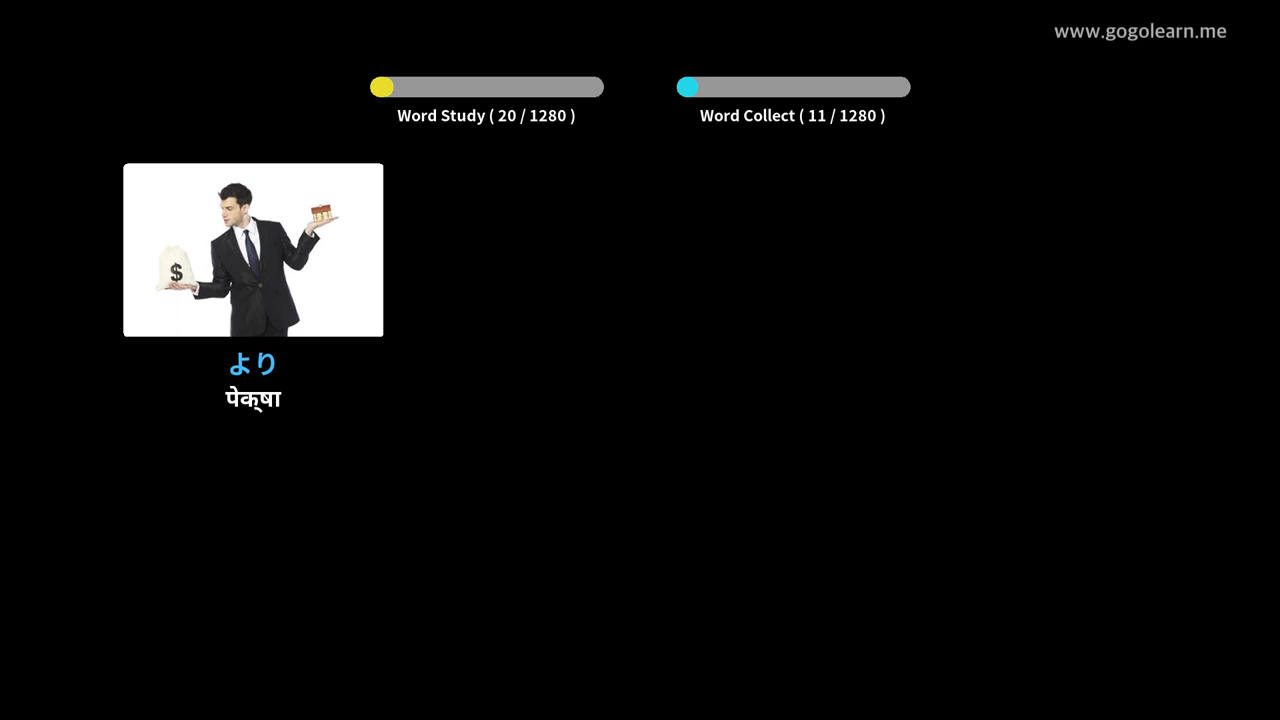 www.gogolearn.me
Word Study ( 20 / 1280 )
Word Collect ( 11 / 1280 )
$
より
पेक्षा